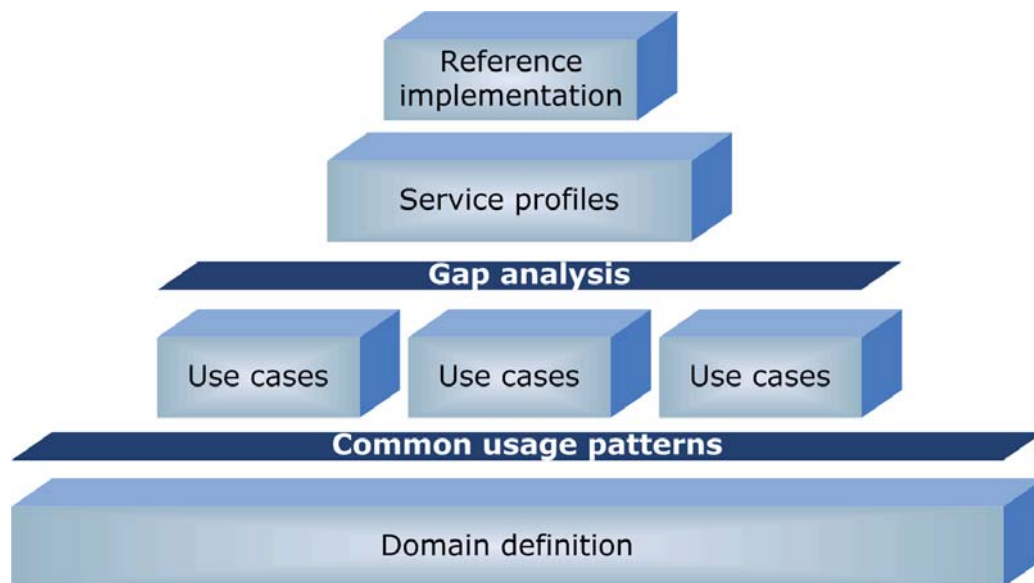 Reference
implementation
Service profiles
Gap analysis
Use cases Use cases Use cases
Common usage patterns
Domain definition